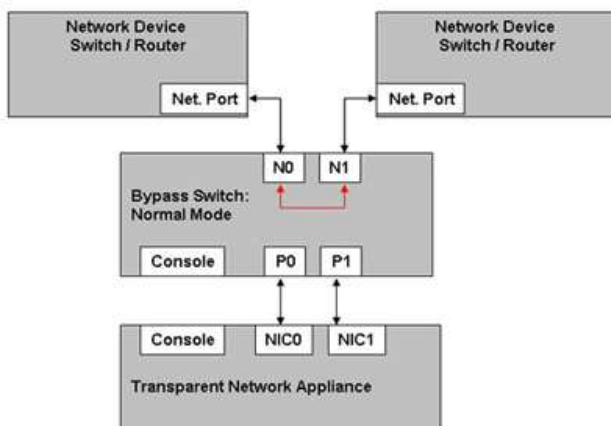 Network Device
Switch / Router
Network Device
Switch / Router
Net. Port
Net. Port
N0
N1
Bypass Switch:
Normal Mode
Console
P0
P1
Console
NIC0
NIC1
Transparent Network Appliance